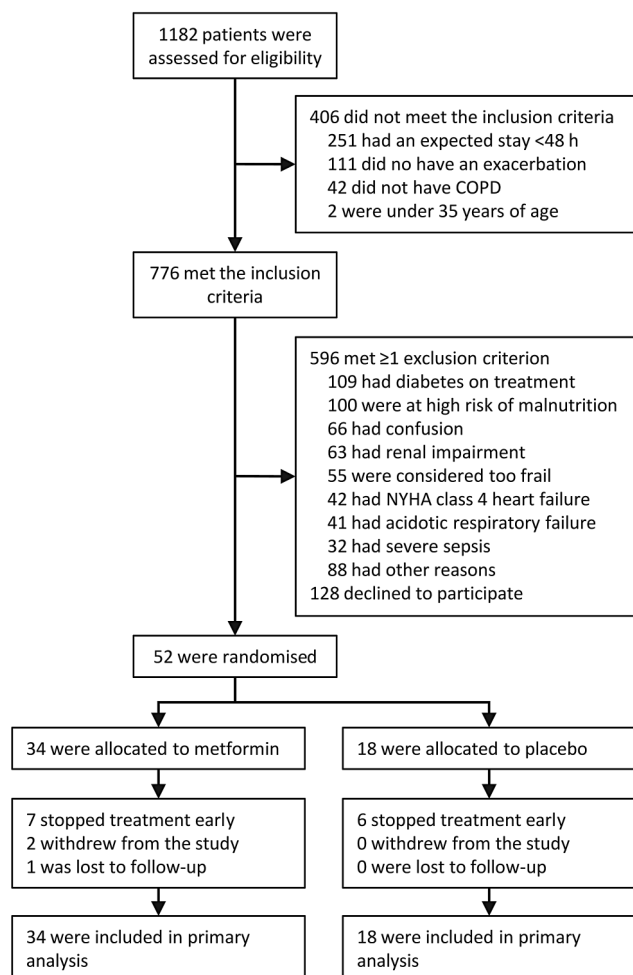 1182 patients were
assessed for eligibility
406 did not meet the inclusion criteria
251 had an expected stay <48 h
111 did no have an exacerbation
42 did not have COPD
2 were under 35 years of age
776 met the inclusion
criteria
596 met ≥1 exclusion criterion
109 had diabetes on treatment
100 were at high risk of malnutrition
66 had confusion
63 had renal impairment
55 were considered too frail
42 had NYHA class 4 heart failure
41 had acidotic respiratory failure
32 had severe sepsis
88 had other reasons
128 declined to participate
52 were randomised
34 were allocated to metformin
18 were allocated to placebo
7 stopped treatment early
2 withdrew from the study
1 was lost to follow-up
6 stopped treatment early
0 withdrew from the study
0 were lost to follow-up
34 were included in primary
analysis
18 were included in primary
analysis